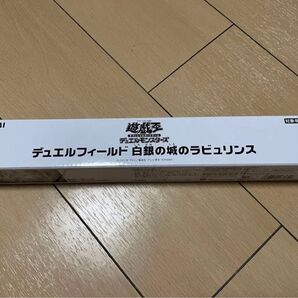 遊戯王
デュエルモンスターズ
デュエルフィールド 白銀の城のラビュリンス